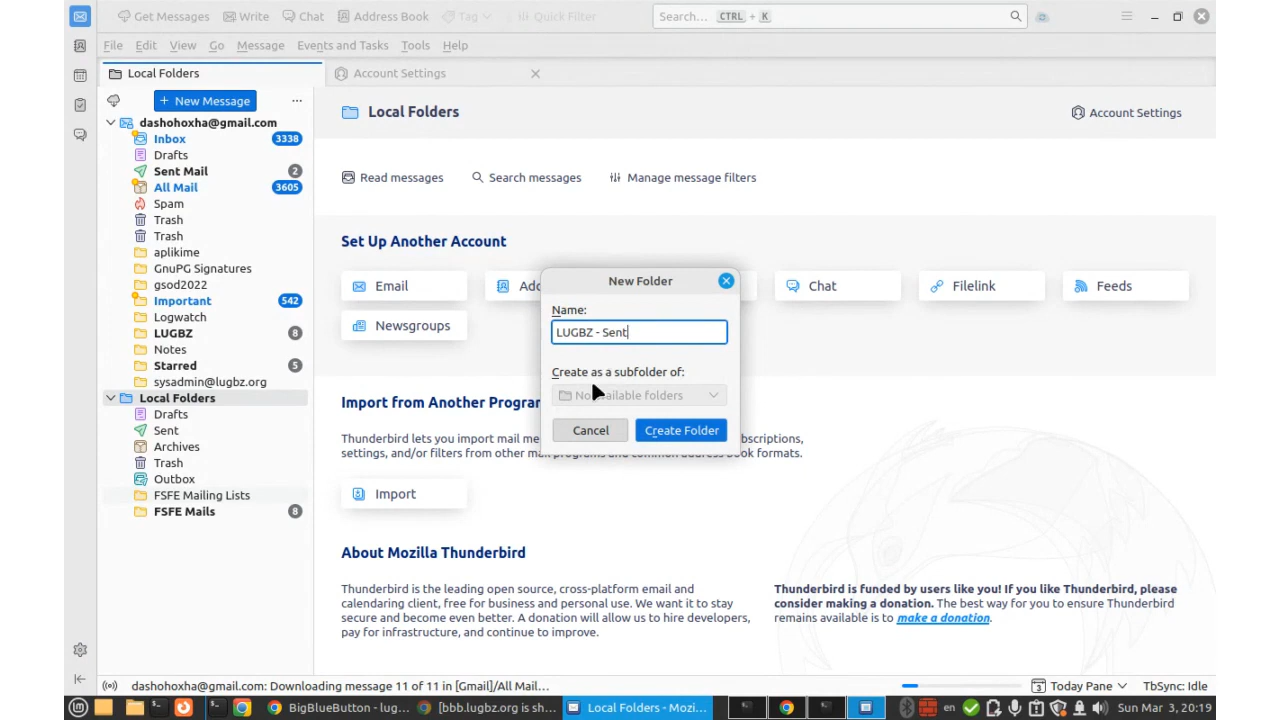 Get Messages Write Chat Address Book Tag Quick Filter Search... CTRL + K
File Edit View Go Message Events and Tasks Tools Help
Local Folders Account Settings
+ New Message ...
dashohoxha@gmail.com
Inbox 3338
Drafts
Sent Mail 2
All Mail 3605
Spam
Trash
Trash
aplikime
GnuPG Signatures
gsod2022
Important 542
Logwatch
LUGBZ 8
Notes
Starred 5
sysadmin@lugbz.org
Local Folders
Drafts
Sent
Archives
Trash
Outbox
FSFE Mailing Lists
FSFE Mails 8
Local Folders Account Settings
Read messages Search messages Manage message filters
Set Up Another Account
Email Chat Filelink Feeds
Newsgroups
New Folder
Name:
LUGBZ - Sent
Create as a subfolder of:
available folders
Cancel Create Folder
Import from Another
Thunderbird lets you import mail
settings, and/or filters from other mail programs and common address book formats.
Import
About Mozilla Thunderbird
Thunderbird is the leading open source, cross-platform email and
calendaring client, free for business and personal use. We want it to stay
secure and become even better. A donation will allow us to hire developers,
pay for infrastructure, and continue to improve.
Thunderbird is funded by users like you! If you like Thunderbird, please
consider making a donation. The best way for you to ensure Thunderbird
remains available is to make a donation.
dashohoxha@gmail.com: Downloading message 11 of 11 in [Gmail]/All Mail... Today Pane TbSync: Idle
BigBlueButton - lug... [bbb.lugbz.org is sh... Local Folders - Mozi... en Sun Mar 3, 20:19